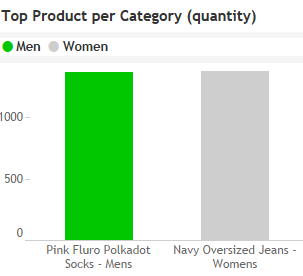 Top Product per Category (quantity)
Men Women
1000
500
0
Pink Fluro Polkadot
Socks - Mens
Navy Oversized Jeans -
Womens